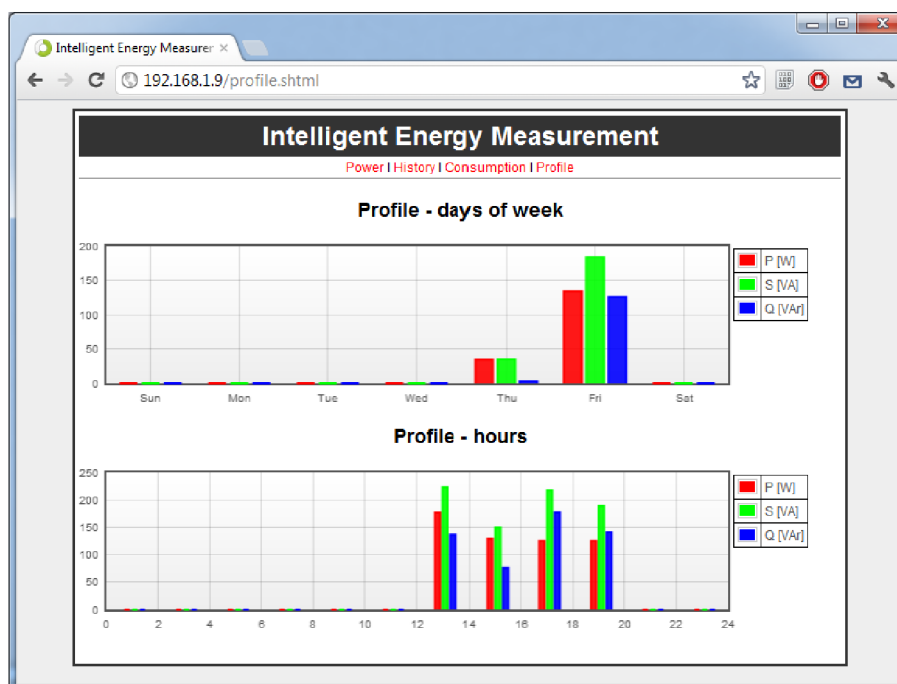 Intelligent Energy Measurer
192.168.1.9/profile.shtml
Intelligent Energy Measurement
Power | History | Consumption | Profile
Profile - days of week
200
150
100
50
0
Sun Mon Tue Wed Thu Fri Sat
P [W]
S [VA]
Q [VAr]
Profile - hours
250
200
150
100
50
0
0 2 4 6 8 10 12 14 16 18 20 22 24
P [W]
S [VA]
Q [VAr]